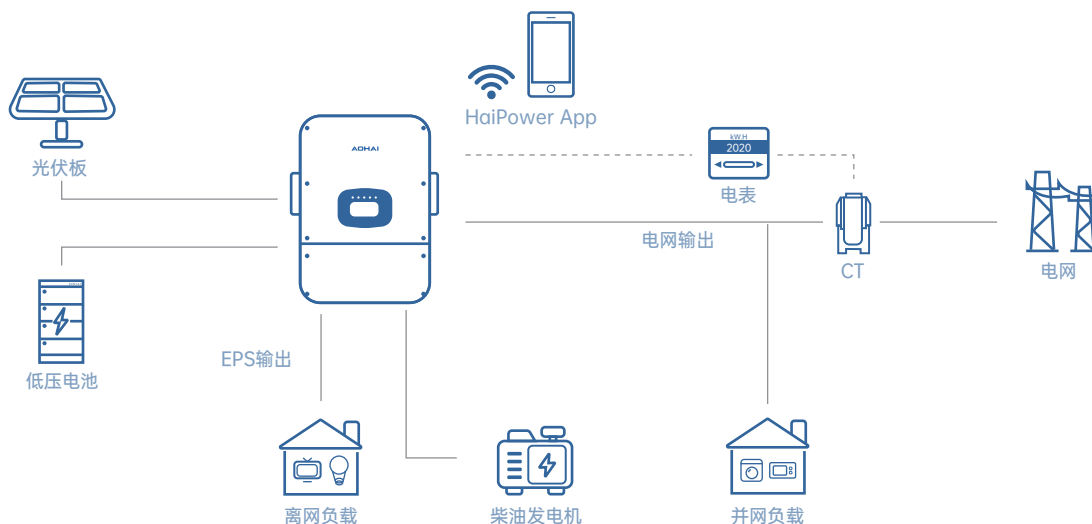 HaiPower App
kW.H
2020
AOHAI
光伏板
电表
电网输出
CT
电网
EPS输出
低压电池
离网负载
柴油发电机
并网负载